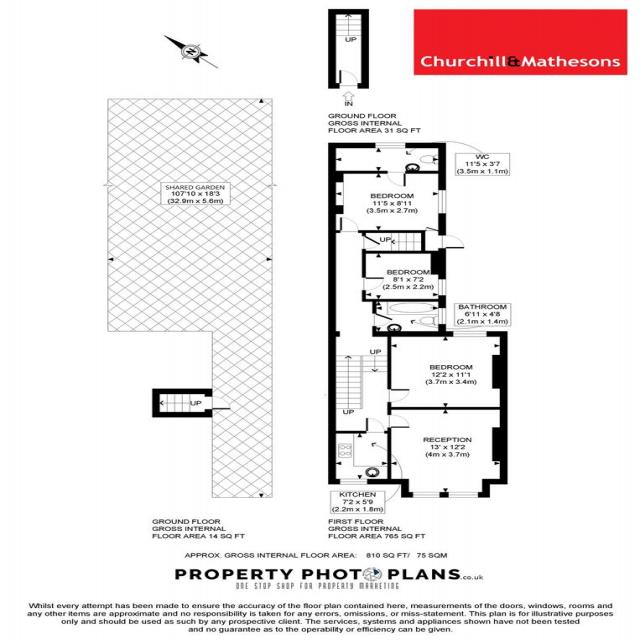 Churchill&Mathesons
UP
IN
GROUND FLOOR
GROSS INTERNAL
FLOOR AREA 31 SQ FT
N
WC
11'5 x 3'7
(3.5m x 1.1m)
SHARED GARDEN
107'10 x 18'3
(32.9m x 5.6m)
BEDROOM
11'5 x 8'11
(3.5m x 2.7m)
UP
BEDROOM
8'1 x 7'2
(2.5m x 2.2m)
BATHROOM
6'11 x 4'8
(2.1m x 1.4m)
UP
BEDROOM
12'2 x 11'1
(3.7m x 3.4m)
UP
UP
RECEPTION
13' x 12'2
(4m x 3.7m)
KITCHEN
7'2 x 5'9
(2.2m x 1.8m)
GROUND FLOOR
GROSS INTERNAL
FLOOR AREA 14 SQ FT
FIRST FLOOR
GROSS INTERNAL
FLOOR AREA 765 SQ FT
APPROX. GROSS INTERNAL FLOOR AREA: 810 SQ FT/ 75 SQM
PROPERTY PHOTO PLANS.co.uk
ONE STOP SHOP FOR PROPERTY MARKETING
Whilst every attempt has been made to ensure the accuracy of the floor plan contained here, measurements of the doors, windows, rooms and
any other items are approximate and no responsibility is taken for any errors, omissions, or miss-statement. This plan is for illustrative purposes
only and should be used as such by any prospective client. The services, systems and appliances shown have not been tested
and no guarantee as to the operability or efficiency can be given.